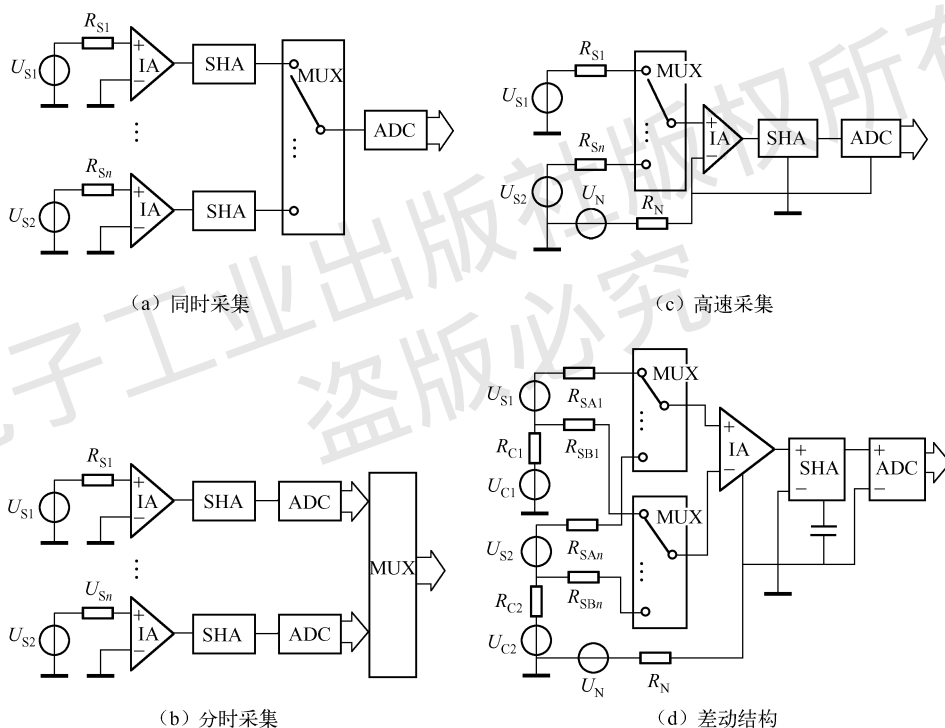 R_S1
U_S1
+
−
IA
SHA
MUX
ADC
R_Sn
U_S2
+
−
IA
SHA
（a）同时采集
R_S1
U_S1
MUX
R_Sn
U_S2
U_N
R_N
+
−
IA
SHA
ADC
（c）高速采集
R_S1
U_S1
+
−
IA
SHA
ADC
MUX
U_Sn
U_S2
+
−
IA
SHA
ADC
（b）分时采集
MUX
U_S1
R_SA1
R_C1
R_SB1
U_C1
MUX
U_S2
R_SAn
R_C2
R_SBn
U_C2
U_N
R_N
+
−
IA
+
−
SHA
+
−
ADC
（d）差动结构
电子工业出版社版权所有
盗版必究